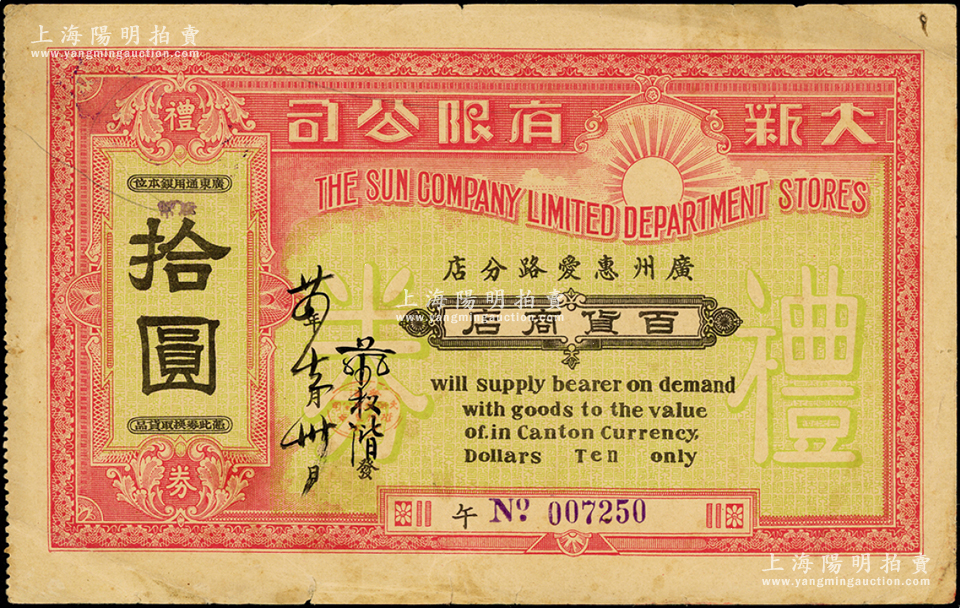 上海陽明拍賣
www.yangmingauction.com
大新有限公司
THE SUN COMPANY LIMITED DEPARTMENT STORES
禮
廣東通用銀本位
拾圓
憑此券換取貨品
券
廣州惠愛路分店
百貨商店
禮券
上海陽明拍賣
www.yangmingauction.com
will supply bearer on demand
with goods to the value
of. in Canton Currency,
Dollars Ten only
發
午 No. 007250
上海陽明拍賣
www.yangmingauction.com